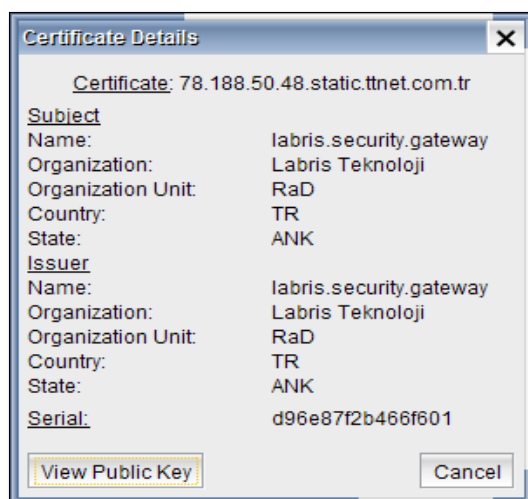 Certificate Details
Certificate: 78.188.50.48.static.ttnet.com.tr
Subject
Name: labris.security.gateway
Organization: Labris Teknoloji
Organization Unit: RaD
Country: TR
State: ANK
Issuer
Name: labris.security.gateway
Organization: Labris Teknoloji
Organization Unit: RaD
Country: TR
State: ANK
Serial: d96e87f2b466f601
View Public Key Cancel